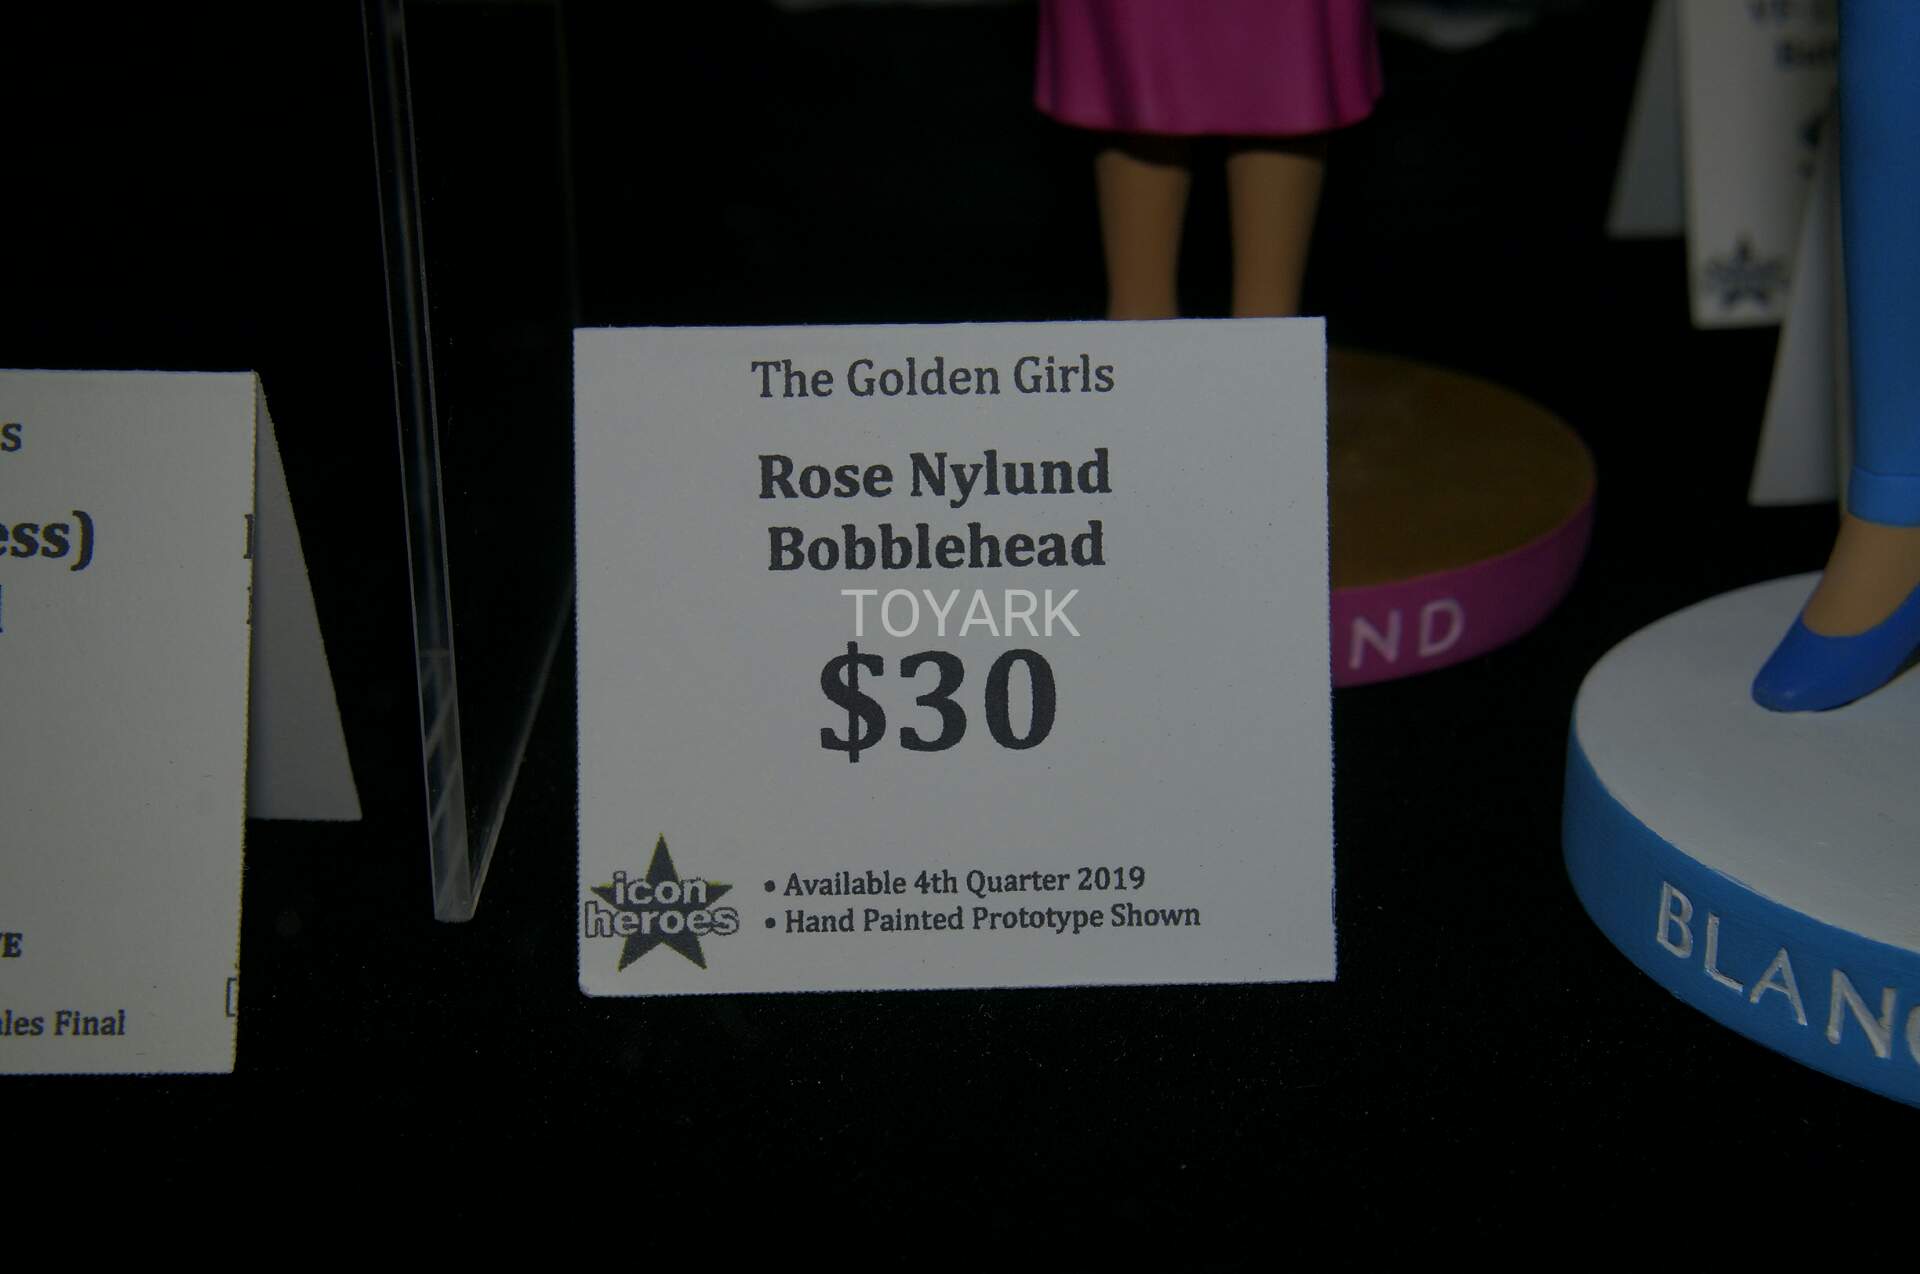 The Golden Girls
Rose Nylund
Bobblehead
TOYARK
$30
icon
heroes
• Available 4th Quarter 2019
• Hand Painted Prototype Shown
s
ess)
les Final
ND
BLAN